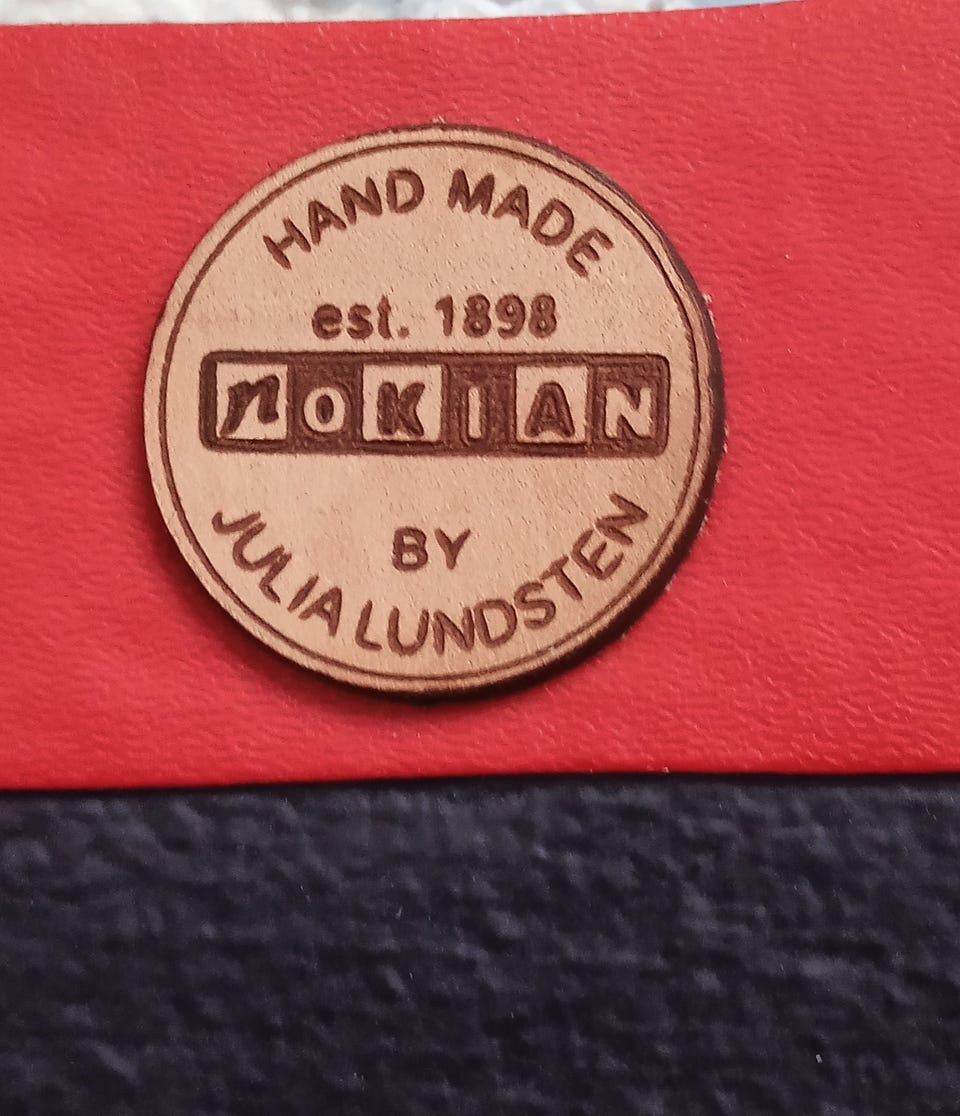 HAND MADE
est. 1898
nOKIAN
BY
JULIA LUNDSTEN